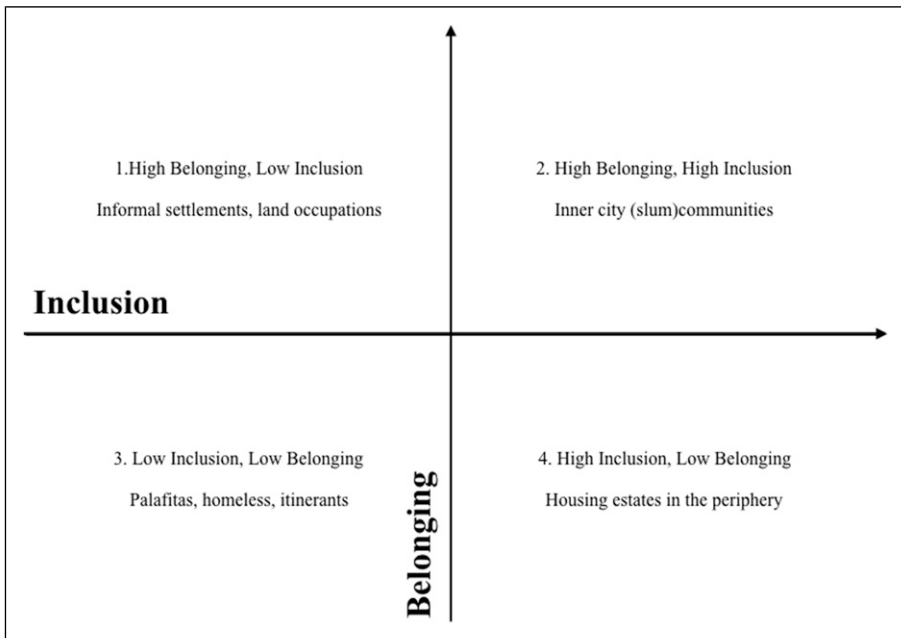 1.High Belonging, Low Inclusion
Informal settlements, land occupations
2. High Belonging, High Inclusion
Inner city (slum)communities
Inclusion
3. Low Inclusion, Low Belonging
Palafitas, homeless, itinerants
Belonging
4. High Inclusion, Low Belonging
Housing estates in the periphery